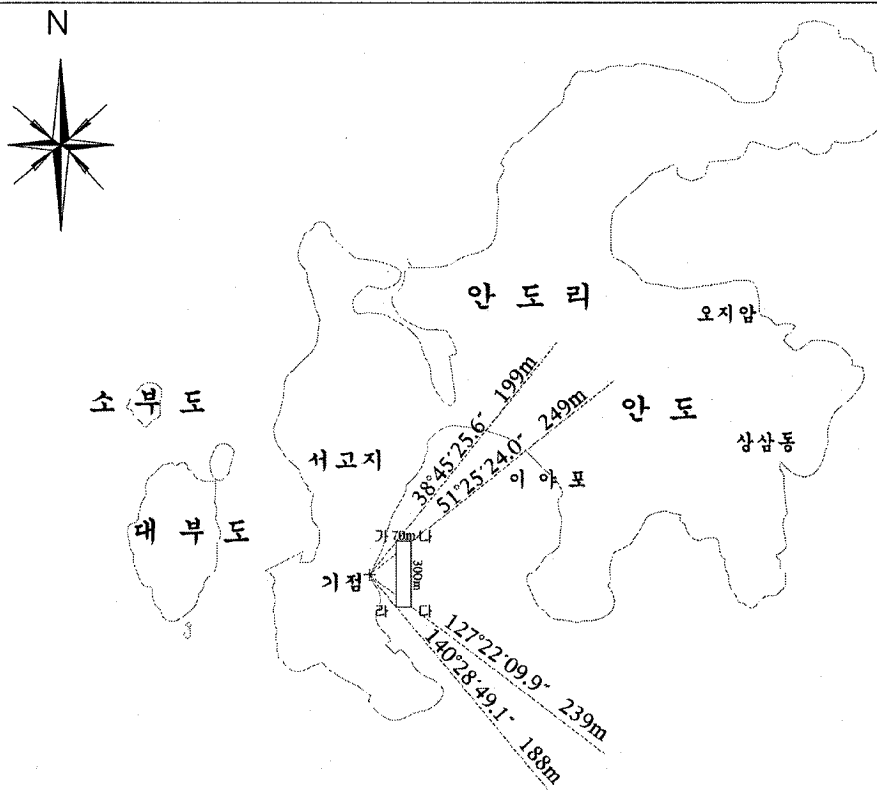 N
안 도 리
오지암
38°45′25.6″ 199m
51°25′24.0″ 249m
소 부 도
안 도
상삼동
서고지
이 야 포
대 부 도
가 70m 나
300m
기점
라 다
127°22′09.9″ 239m
140°28′49.1″ 188m